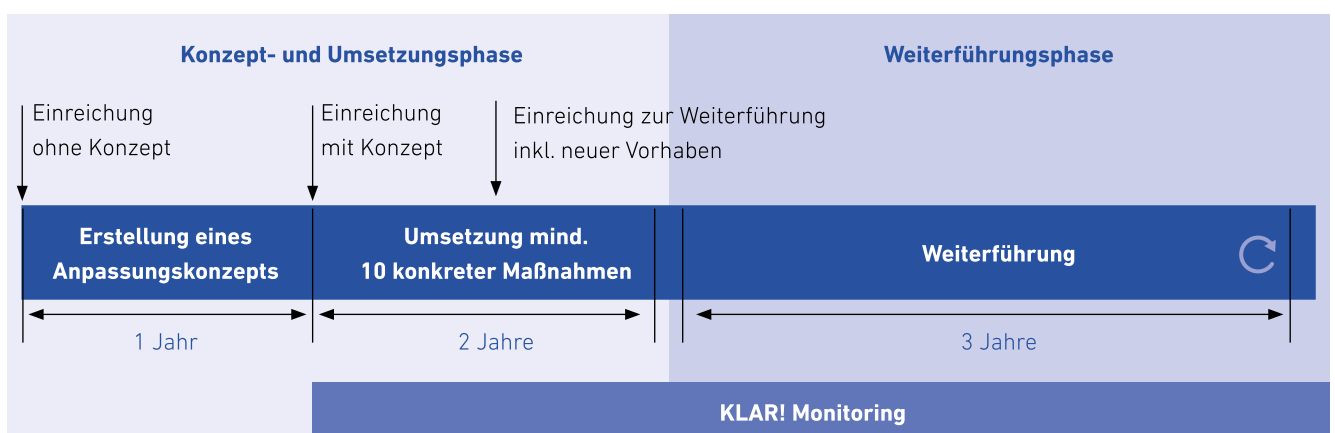 Konzept- und Umsetzungsphase
Weiterführungsphase
Einreichung
ohne Konzept
Einreichung
mit Konzept
Einreichung zur Weiterführung
inkl. neuer Vorhaben
Erstellung eines
Anpassungskonzepts
Umsetzung mind.
10 konkreter Maßnahmen
Weiterführung
1 Jahr
2 Jahre
3 Jahre
KLAR! Monitoring